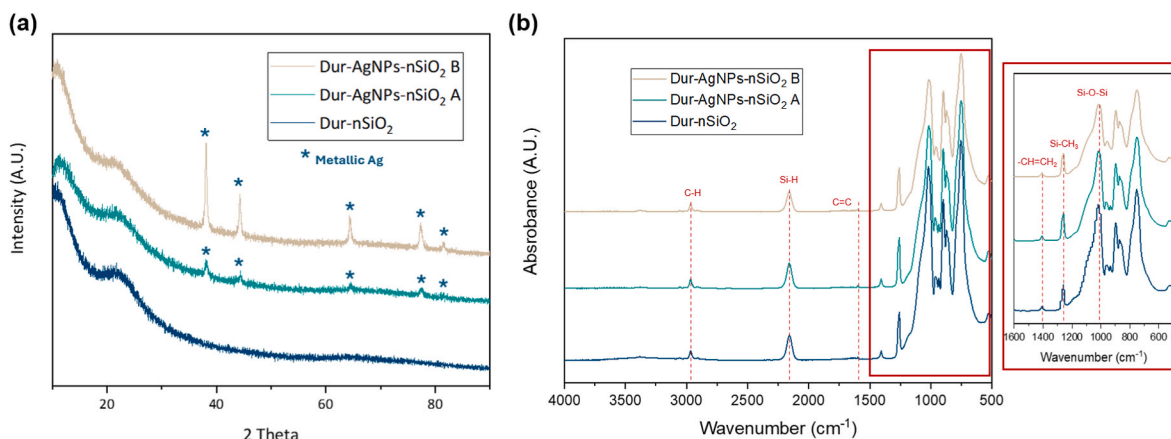 (a)
Dur-AgNPs-nSiO₂ B
Dur-AgNPs-nSiO₂ A
Dur-nSiO₂
* Metallic Ag
*
*
*
*
*
*
*
*
*
*
Intensity (A.U.)
20
40
60
80
2 Theta
(b)
Dur-AgNPs-nSiO₂ B
Dur-AgNPs-nSiO₂ A
Dur-nSiO₂
C-H
Si-H
C=C
Absrobance (A.U.)
4000
3500
3000
2500
2000
1500
1000
500
Wavenumber (cm⁻¹)
Si-O-Si
Si-CH₃
-CH=CH₂
1600
1400
1200
1000
800
600
Wavenumber (cm⁻¹)